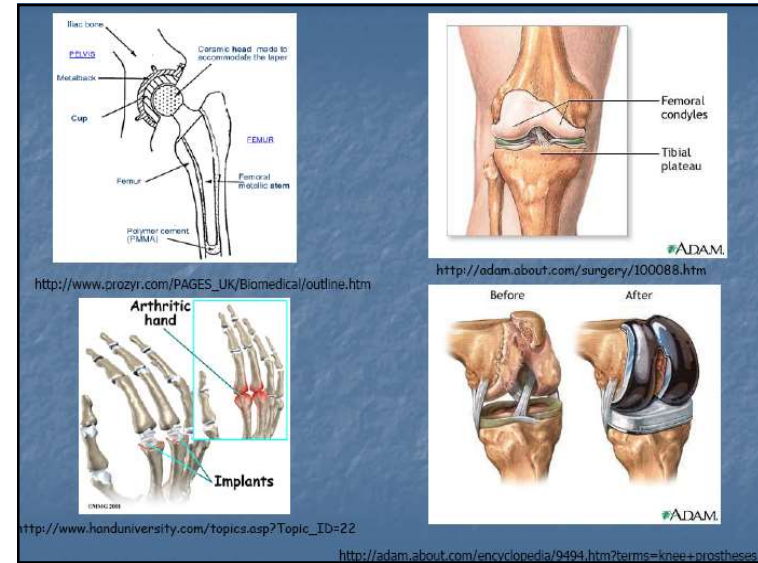 Iliac bone
PELVIS
Metalback
Cup
Ceramic head made to
accommodate the taper
FEMUR
Femur
Femoral
metallic stem
Polymer cement
(PMMA)
http://www.prozyr.com/PAGES_UK/Biomedical/outline.htm
Femoral
condyles
Tibial
plateau
ADAM.
http://adam.about.com/surgery/100088.htm
Arthritic
hand
Implants
©MMG 2001
http://www.handuniversity.com/topics.asp?Topic_ID=22
Before
After
ADAM.
http://adam.about.com/encyclopedia/9494.htm?terms=knee+prostheses